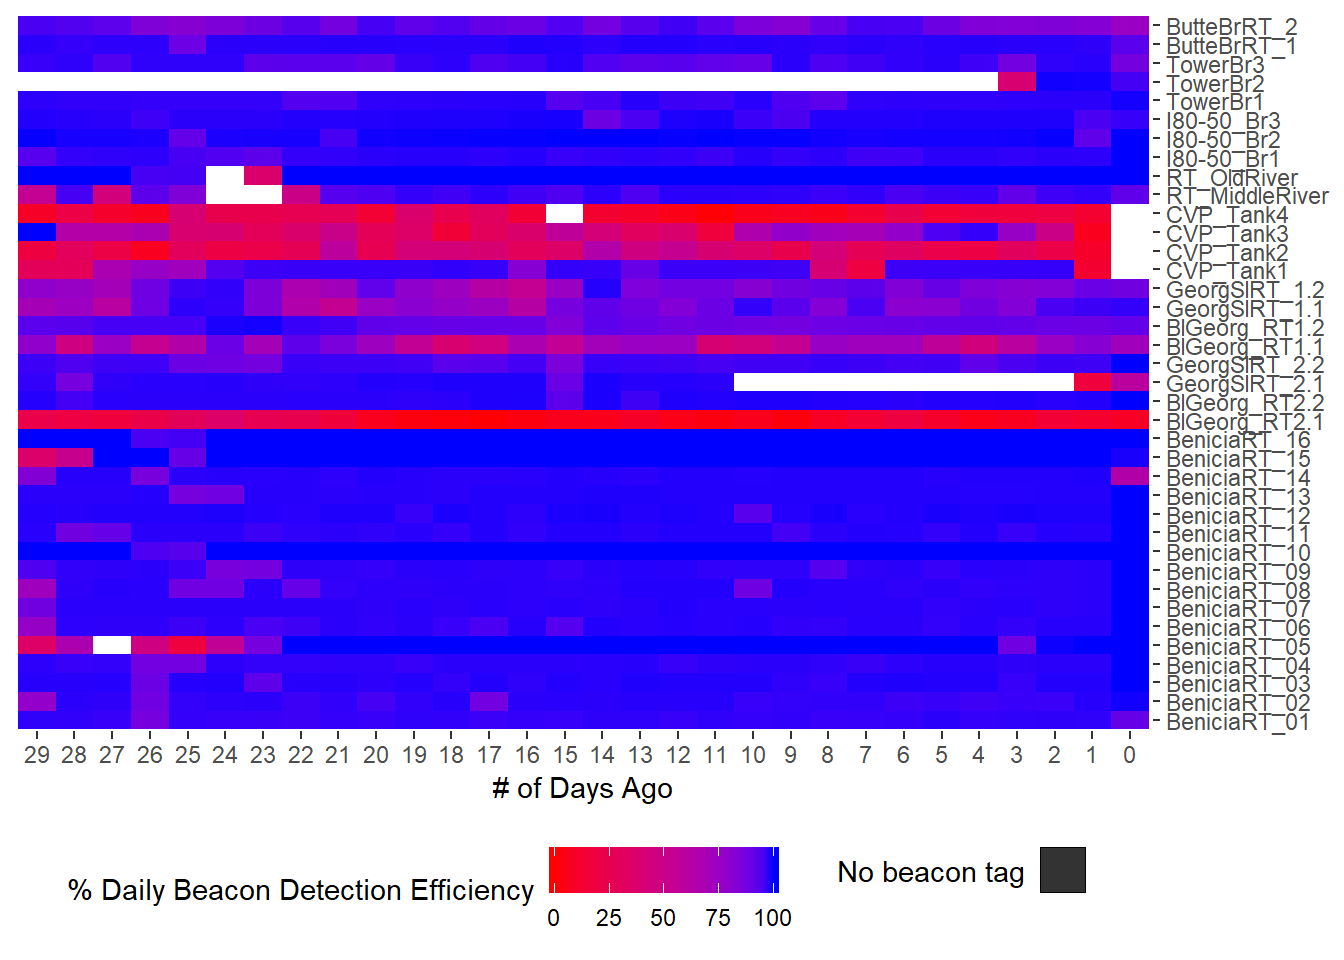 ButteBrRT_2
ButteBrRT_1
TowerBr3
TowerBr2
TowerBr1
I80-50_Br3
I80-50_Br2
I80-50_Br1
RT_OldRiver
RT_MiddleRiver
CVP_Tank4
CVP_Tank3
CVP_Tank2
CVP_Tank1
GeorgSlRT_1.2
GeorgSlRT_1.1
BlGeorg_RT1.2
BlGeorg_RT1.1
GeorgSlRT_2.2
GeorgSlRT_2.1
BlGeorg_RT2.2
BlGeorg_RT2.1
BeniciaRT_16
BeniciaRT_15
BeniciaRT_14
BeniciaRT_13
BeniciaRT_12
BeniciaRT_11
BeniciaRT_10
BeniciaRT_09
BeniciaRT_08
BeniciaRT_07
BeniciaRT_06
BeniciaRT_05
BeniciaRT_04
BeniciaRT_03
BeniciaRT_02
BeniciaRT_01
29 28 27 26 25 24 23 22 21 20 19 18 17 16 15 14 13 12 11 10 9 8 7 6 5 4 3 2 1 0
# of Days Ago
% Daily Beacon Detection Efficiency
0 25 50 75 100
No beacon tag